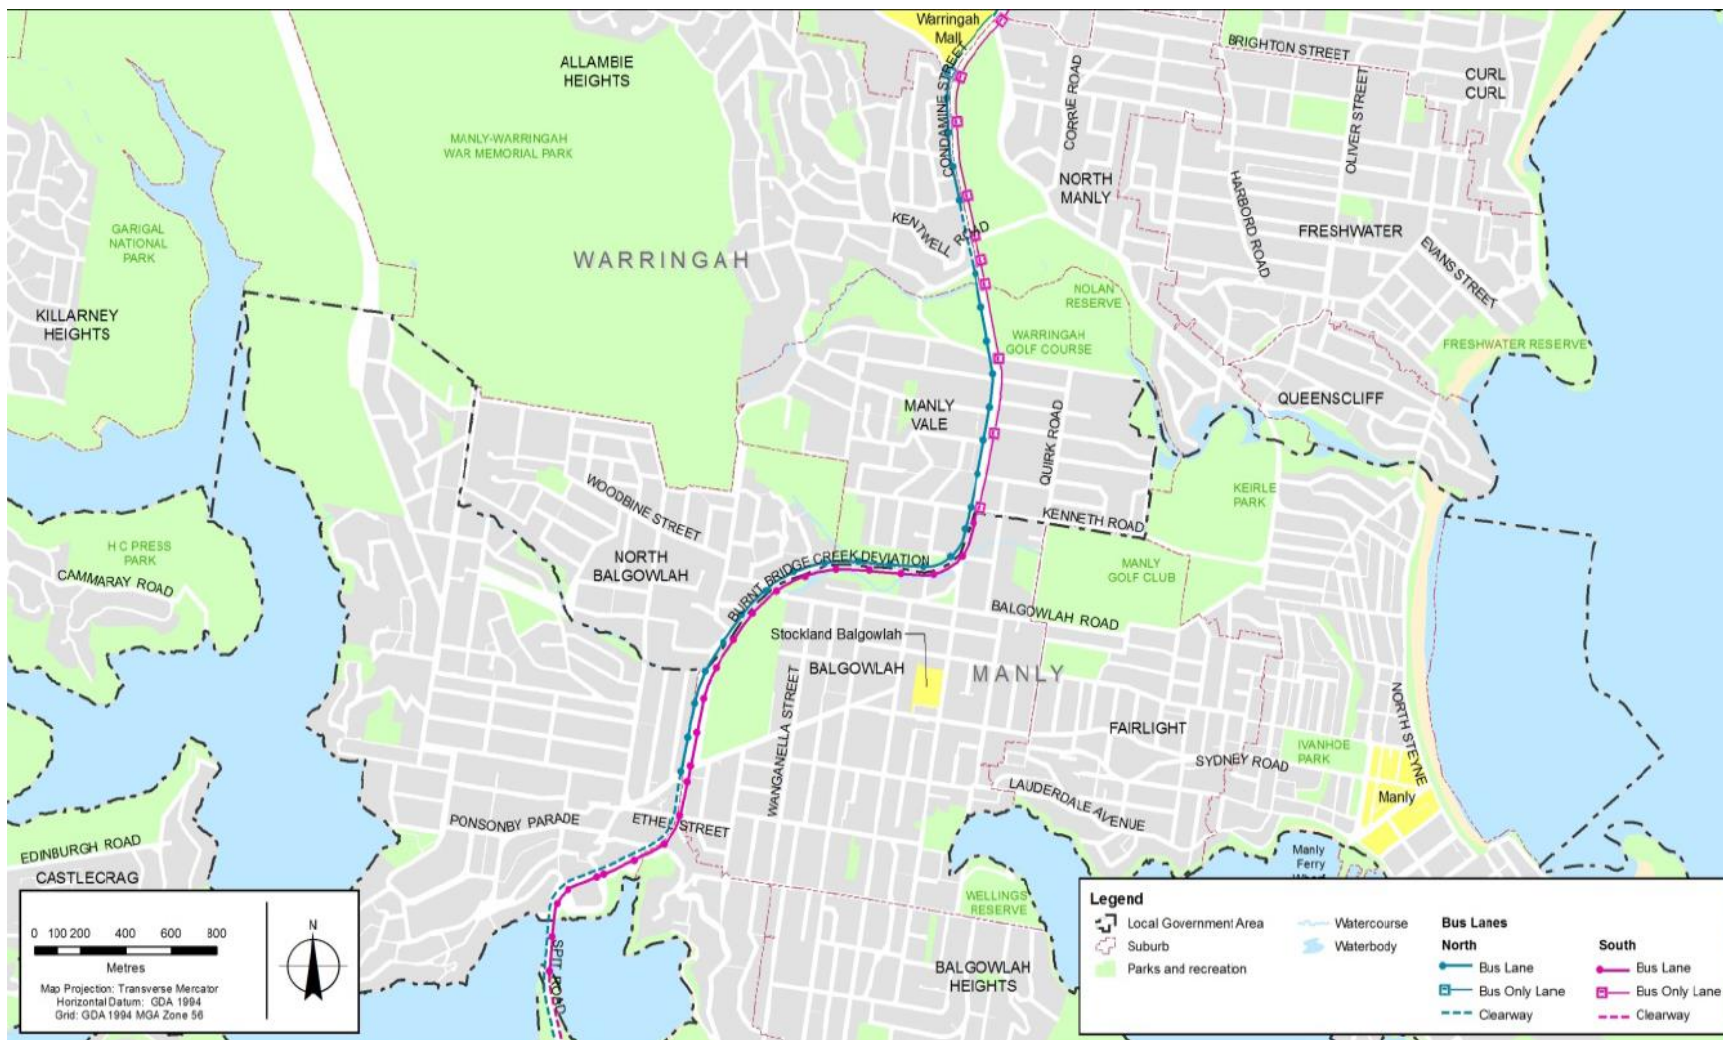 Warringah
Mall
BRIGHTON STREET
ALLAMBIE
HEIGHTS
CURL
CURL
CONDAMINE STREET
CORRIE ROAD
OLIVER STREET
MANLY-WARRINGAH
WAR MEMORIAL PARK
NORTH
MANLY
HARBORD ROAD
GARIGAL
NATIONAL
PARK
KENTWELL ROAD
FRESHWATER
EVANS STREET
WARRINGAH
NOLAN
RESERVE
KILLARNEY
HEIGHTS
WARRINGAH
GOLF COURSE
FRESHWATER RESERVE
MANLY
VALE
QUEENSCLIFF
QUIRK ROAD
WOODBINE STREET
KEIRLE
PARK
KENNETH ROAD
H C PRESS
PARK
CAMMARAY ROAD
NORTH
BALGOWLAH
BURNT BRIDGE CREEK DEVIATION
MANLY
GOLF CLUB
BALGOWLAH ROAD
Stockland Balgowlah
BALGOWLAH
MANLY
WANGANELLA STREET
NORTH STEYNE
FAIRLIGHT
IVANHOE
PARK
SYDNEY ROAD
LAUDERDALE AVENUE
Manly
PONSONBY PARADE
ETHEL STREET
EDINBURGH ROAD
CASTLECRAG
Manly
Ferry
WELLINGS
RESERVE
SPIT ROAD
BALGOWLAH
HEIGHTS
0 100 200 400 600 800
Metres
Map Projection: Transverse Mercator
Horizontal Datum: GDA 1994
Grid: GDA 1994 MGA Zone 56
N
Legend
Local Government Area
Suburb
Parks and recreation
Watercourse
Waterbody
Bus Lanes
North
Bus Lane
Bus Only Lane
Clearway
South
Bus Lane
Bus Only Lane
Clearway